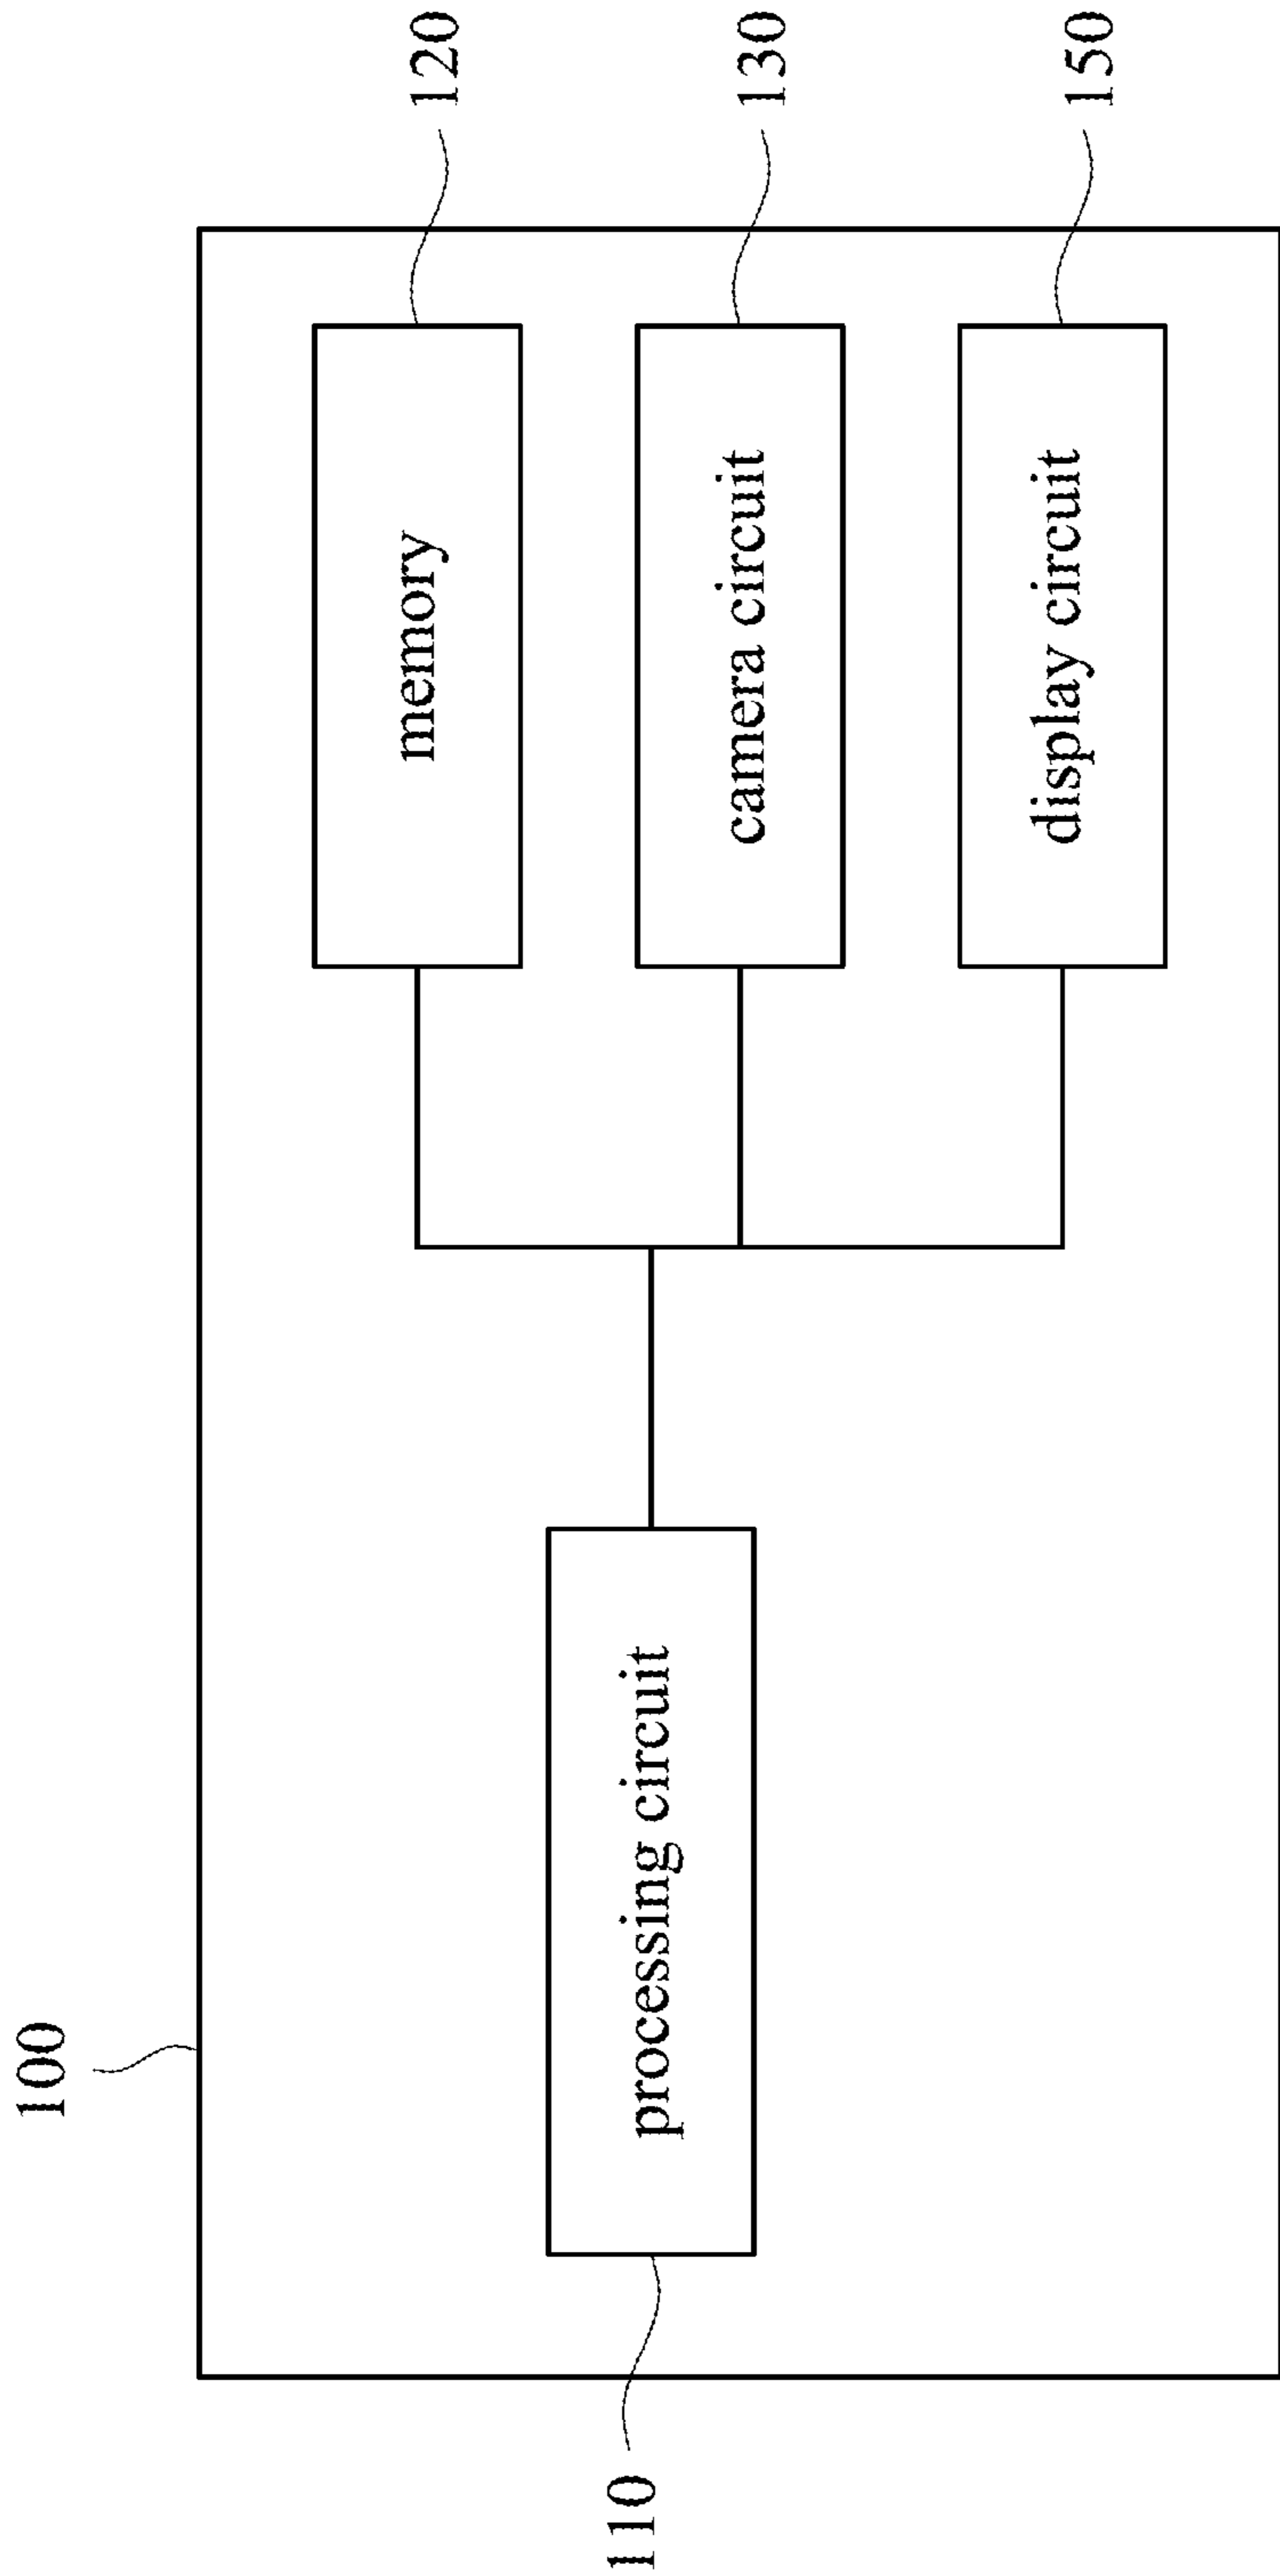 100
110
processing circuit
memory
120
camera circuit
130
display circuit
150